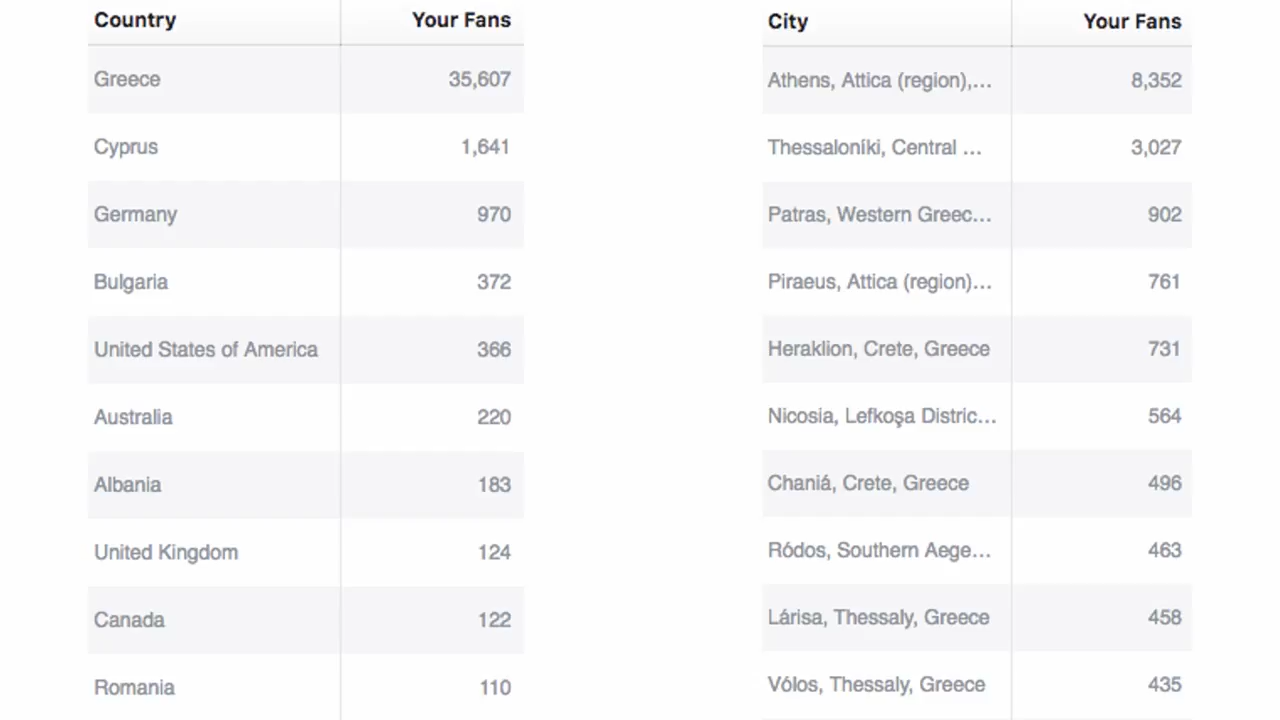 Country Your Fans
Greece 35,607
Cyprus 1,641
Germany 970
Bulgaria 372
United States of America 366
Australia 220
Albania 183
United Kingdom 124
Canada 122
Romania 110
City Your Fans
Athens, Attica (region),... 8,352
Thessaloníki, Central ... 3,027
Patras, Western Greec... 902
Piraeus, Attica (region)... 761
Heraklion, Crete, Greece 731
Nicosia, Lefkoşa Distric... 564
Chaniá, Crete, Greece 496
Ródos, Southern Aege... 463
Lárisa, Thessaly, Greece 458
Vólos, Thessaly, Greece 435